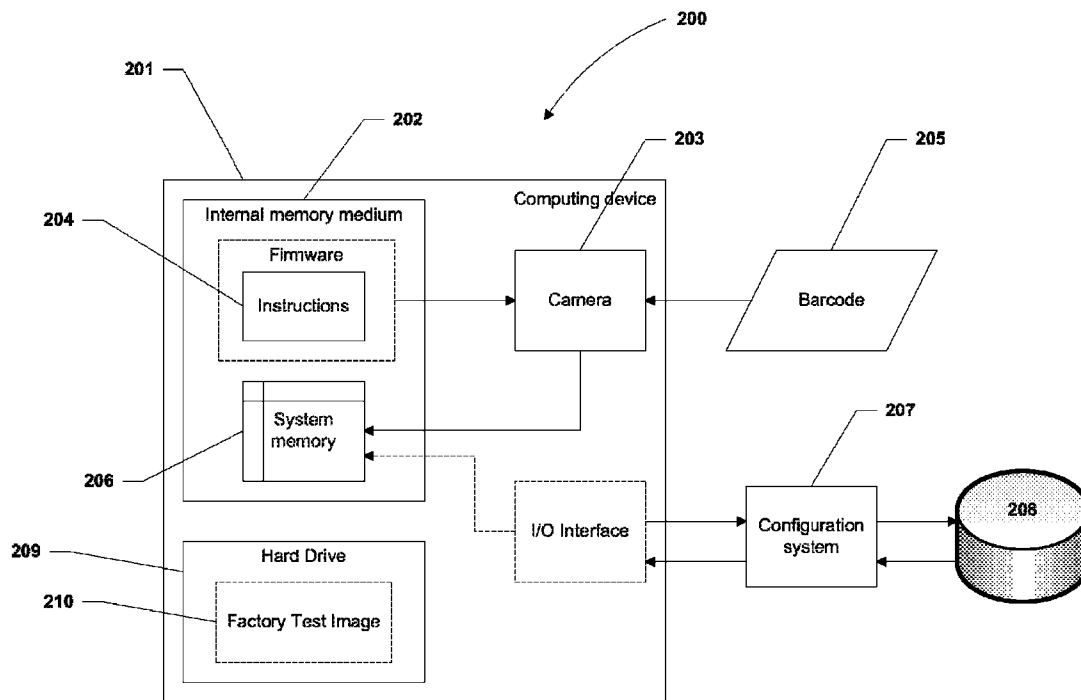 200
201
202
203
205
Computing device
Internal memory medium
204
Firmware
Instructions
Camera
Barcode
System
memory
206
207
I/O Interface
Configuration
system
208
209
Hard Drive
210
Factory Test Image